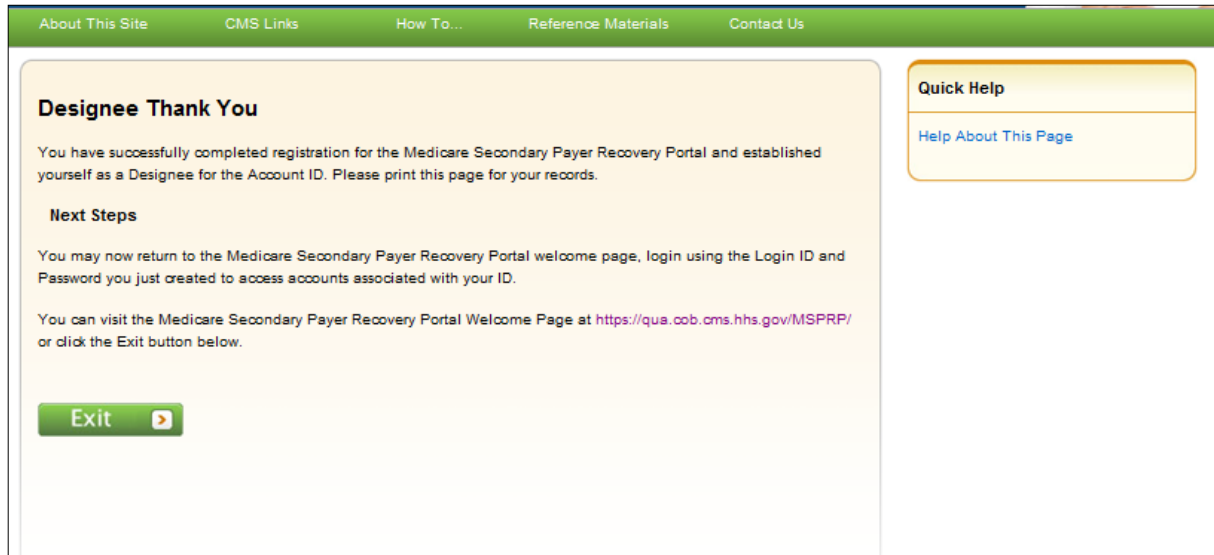 About This Site CMS Links How To... Reference Materials Contact Us
Designee Thank You
You have successfully completed registration for the Medicare Secondary Payer Recovery Portal and established
yourself as a Designee for the Account ID. Please print this page for your records.
Next Steps
You may now return to the Medicare Secondary Payer Recovery Portal welcome page, login using the Login ID and
Password you just created to access accounts associated with your ID.
You can visit the Medicare Secondary Payer Recovery Portal Welcome Page at https://qua.cob.cms.hhs.gov/MSPRP/
or click the Exit button below.
Exit
Quick Help
Help About This Page